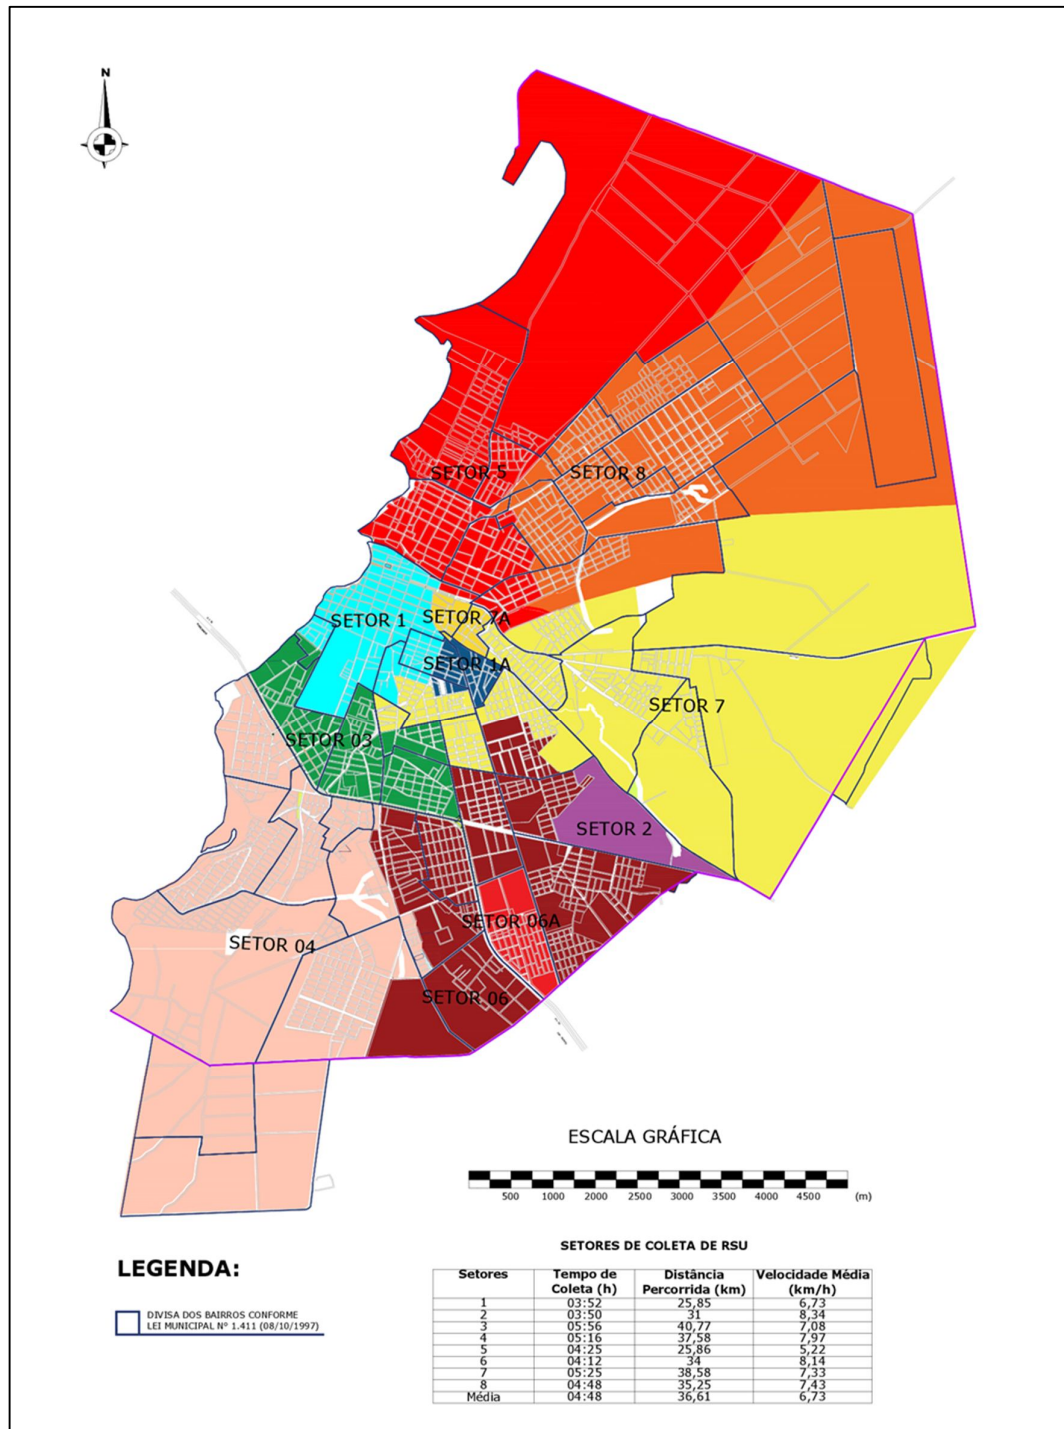 N
SETOR 5
SETOR 8
SETOR 1
SETOR 7A
SETOR 1A
SETOR 7
SETOR 03
SETOR 2
SETOR 06A
SETOR 04
SETOR 06
ESCALA GRÁFICA
500 1000 2000 2500 3000 3500 4000 4500 (m)
LEGENDA:
DIVISA DOS BAIRROS CONFORME
LEI MUNICIPAL N° 1.411 (08/10/1997)
SETORES DE COLETA DE RSU
Setores Tempo de Coleta (h) Distância Percorrida (km) Velocidade Média (km/h)
1 03:52 25,85 6,73
2 03:50 31 8,34
3 05:56 40,77 7,08
4 05:16 37,58 7,97
5 04:25 25,86 5,22
6 04:12 34 8,14
7 05:25 38,58 7,33
8 04:48 35,25 7,43
Média 04:48 36,61 6,73